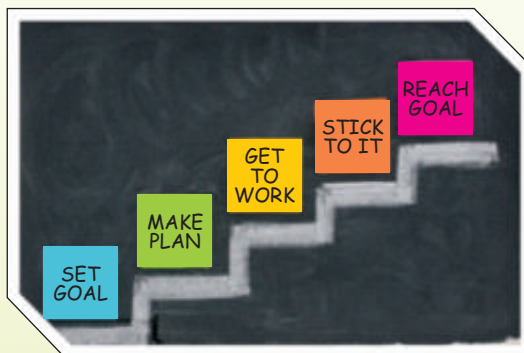 SET
GOAL
MAKE
PLAN
GET
TO
WORK
STICK
TO IT
REACH
GOAL